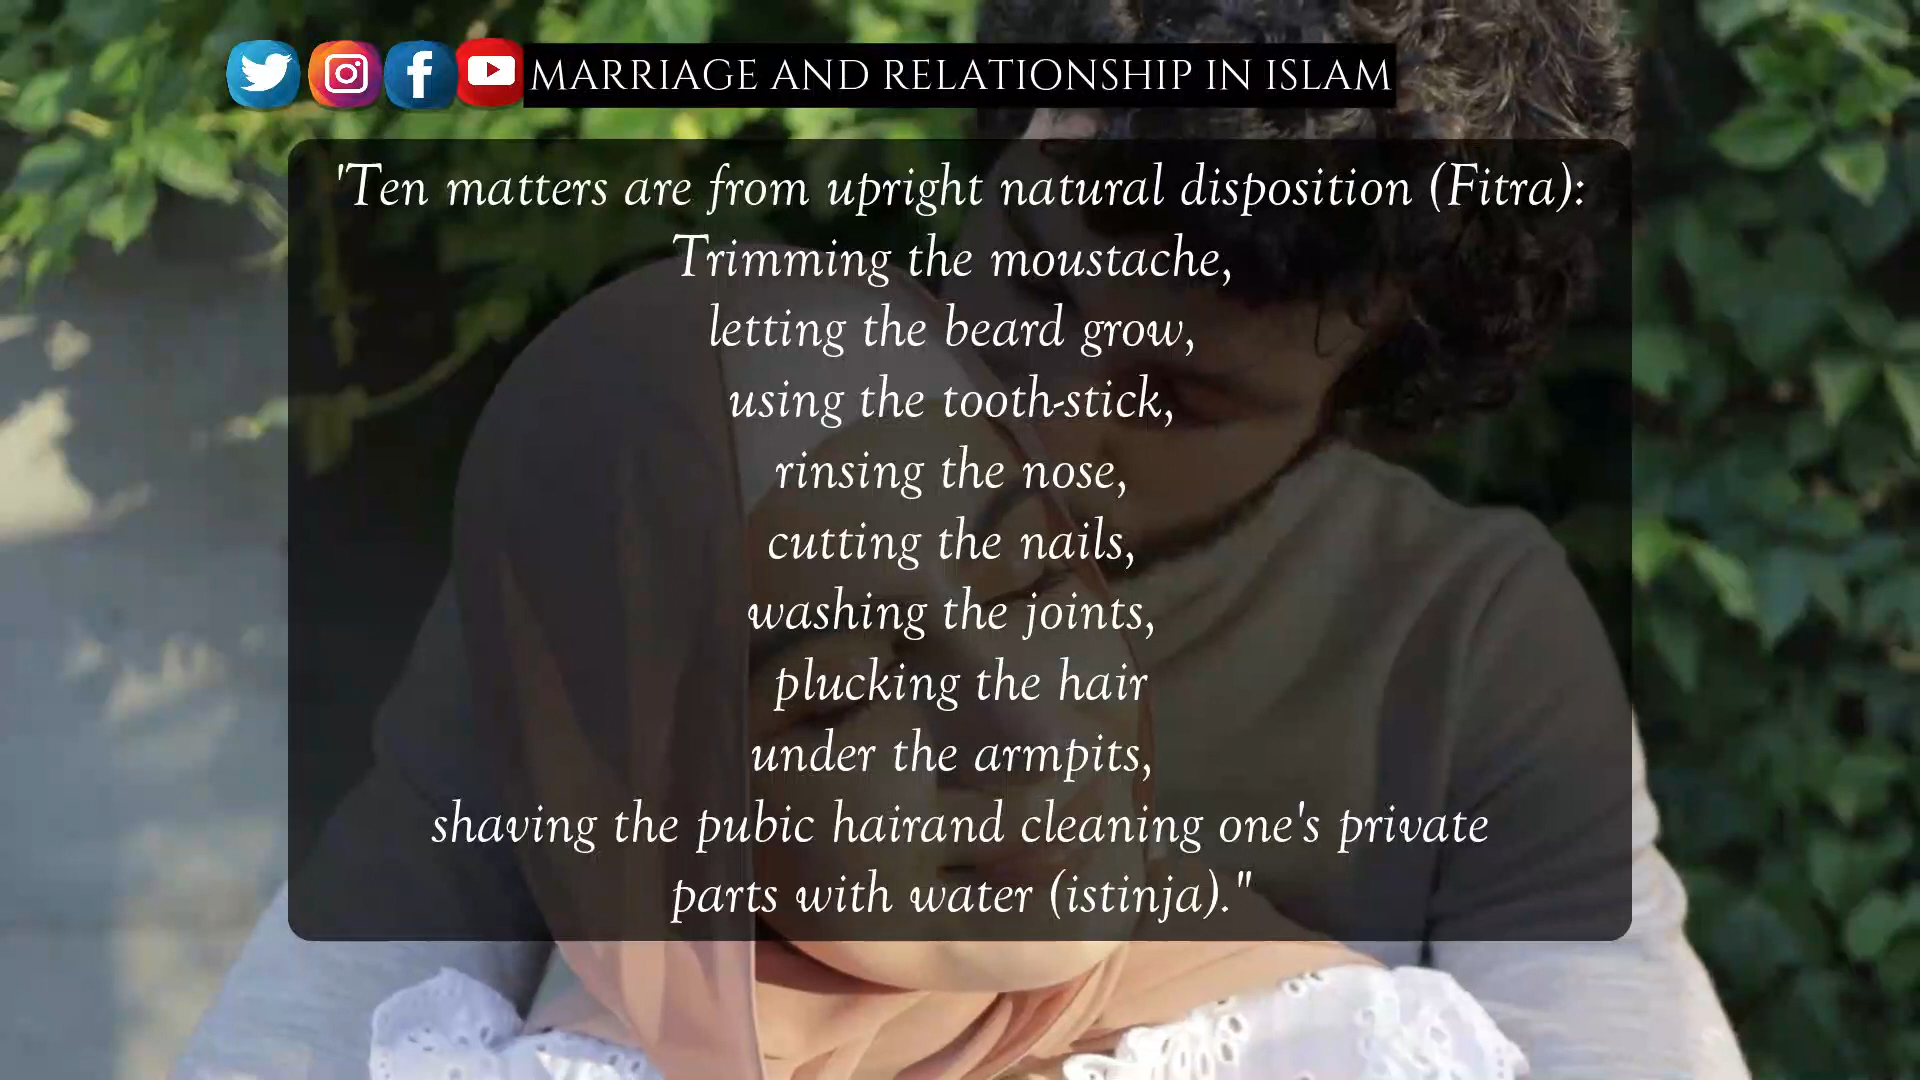 MARRIAGE AND RELATIONSHIP IN ISLAM
"Ten matters are from upright natural disposition (Fitra):
Trimming the moustache,
letting the beard grow,
using the tooth-stick,
rinsing the nose,
cutting the nails,
washing the joints,
plucking the hair
under the armpits,
shaving the pubic hairand cleaning one's private
parts with water (istinja)."